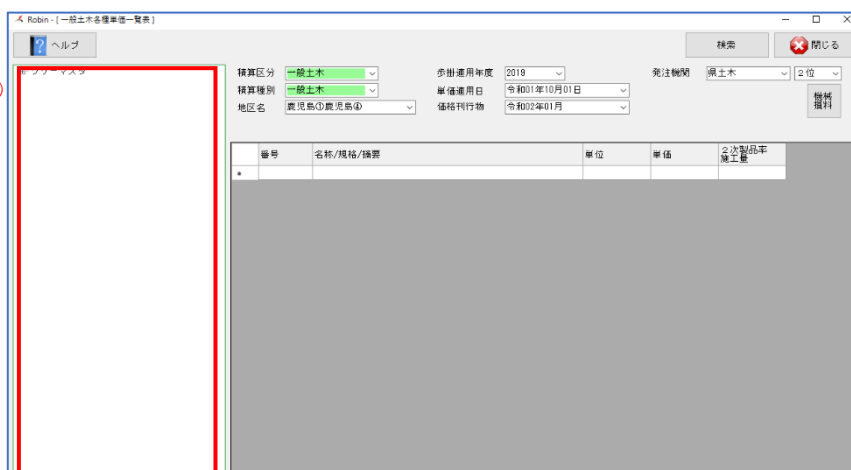 Robin - [ 一般土木各種単価一覧表 ]
ヘルプ
検索
閉じる
積算区分 一般土木 歩掛適用年度 2019 発注機関 県土木 2位
積算種別 一般土木 単価適用日 令和01年10月01日 機械損料
地区名 鹿児島①鹿児島④ 価格刊行物 令和02年01月
番号 名称/規格/摘要 単位 単価 2次製品率
施工量